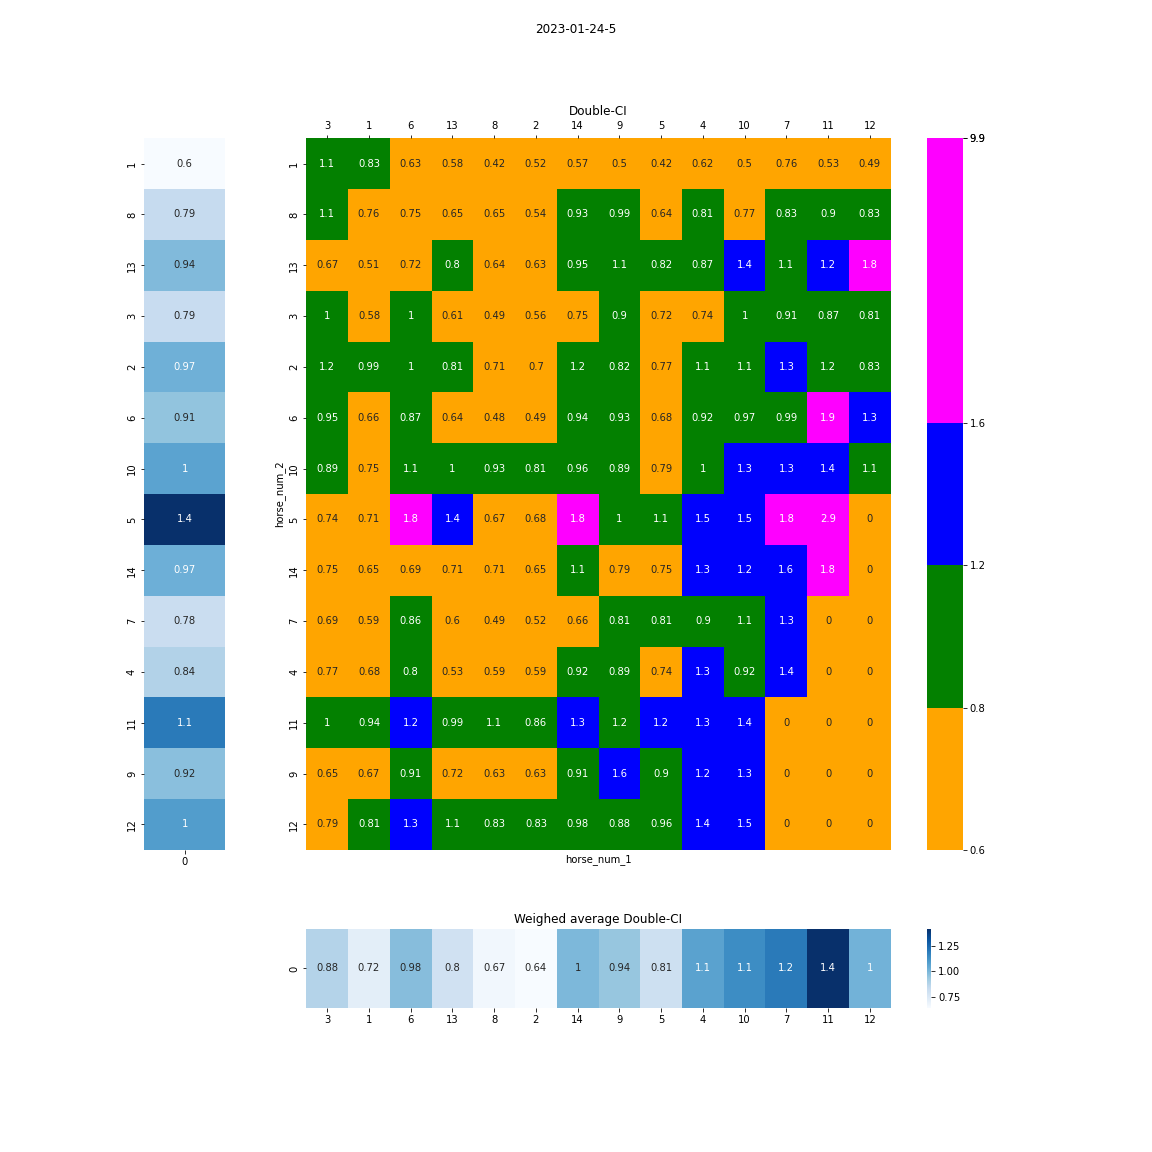 2023-01-24-5
Double-CI
3 1 6 13 8 2 14 9 5 4 10 7 11 12
1 0.6 1 1.1 0.83 0.63 0.58 0.42 0.52 0.57 0.5 0.42 0.62 0.5 0.76 0.53 0.49 9.9
8 0.79 8 1.1 0.76 0.75 0.65 0.65 0.54 0.93 0.99 0.64 0.81 0.77 0.83 0.9 0.83
13 0.94 13 0.67 0.51 0.72 0.8 0.64 0.63 0.95 1.1 0.82 0.87 1.4 1.1 1.2 1.8
3 0.79 3 1 0.58 1 0.61 0.49 0.56 0.75 0.9 0.72 0.74 1 0.91 0.87 0.81
2 0.97 2 1.2 0.99 1 0.81 0.71 0.7 1.2 0.82 0.77 1.1 1.1 1.3 1.2 0.83
6 0.91 6 0.95 0.66 0.87 0.64 0.48 0.49 0.94 0.93 0.68 0.92 0.97 0.99 1.9 1.3 1.6
10 1 10 0.89 0.75 1.1 1 0.93 0.81 0.96 0.89 0.79 1 1.3 1.3 1.4 1.1
horse_num_2
5 1.4 5 0.74 0.71 1.8 1.4 0.67 0.68 1.8 1 1.1 1.5 1.5 1.8 2.9 0
14 0.97 14 0.75 0.65 0.69 0.71 0.71 0.65 1.1 0.79 0.75 1.3 1.2 1.6 1.8 0 1.2
7 0.78 7 0.69 0.59 0.86 0.6 0.49 0.52 0.66 0.81 0.81 0.9 1.1 1.3 0 0
4 0.84 4 0.77 0.68 0.8 0.53 0.59 0.59 0.92 0.89 0.74 1.3 0.92 1.4 0 0
11 1.1 11 1 0.94 1.2 0.99 1.1 0.86 1.3 1.2 1.2 1.3 1.4 0 0 0 0.8
9 0.92 9 0.65 0.67 0.91 0.72 0.63 0.63 0.91 1.6 0.9 1.2 1.3 0 0 0
12 1 12 0.79 0.81 1.3 1.1 0.83 0.83 0.98 0.88 0.96 1.4 1.5 0 0 0
0 horse_num_1 0.6
Weighed average Double-CI
0 0.88 0.72 0.98 0.8 0.67 0.64 1 0.94 0.81 1.1 1.1 1.2 1.4 1
1.25
1.00
0.75
3 1 6 13 8 2 14 9 5 4 10 7 11 12